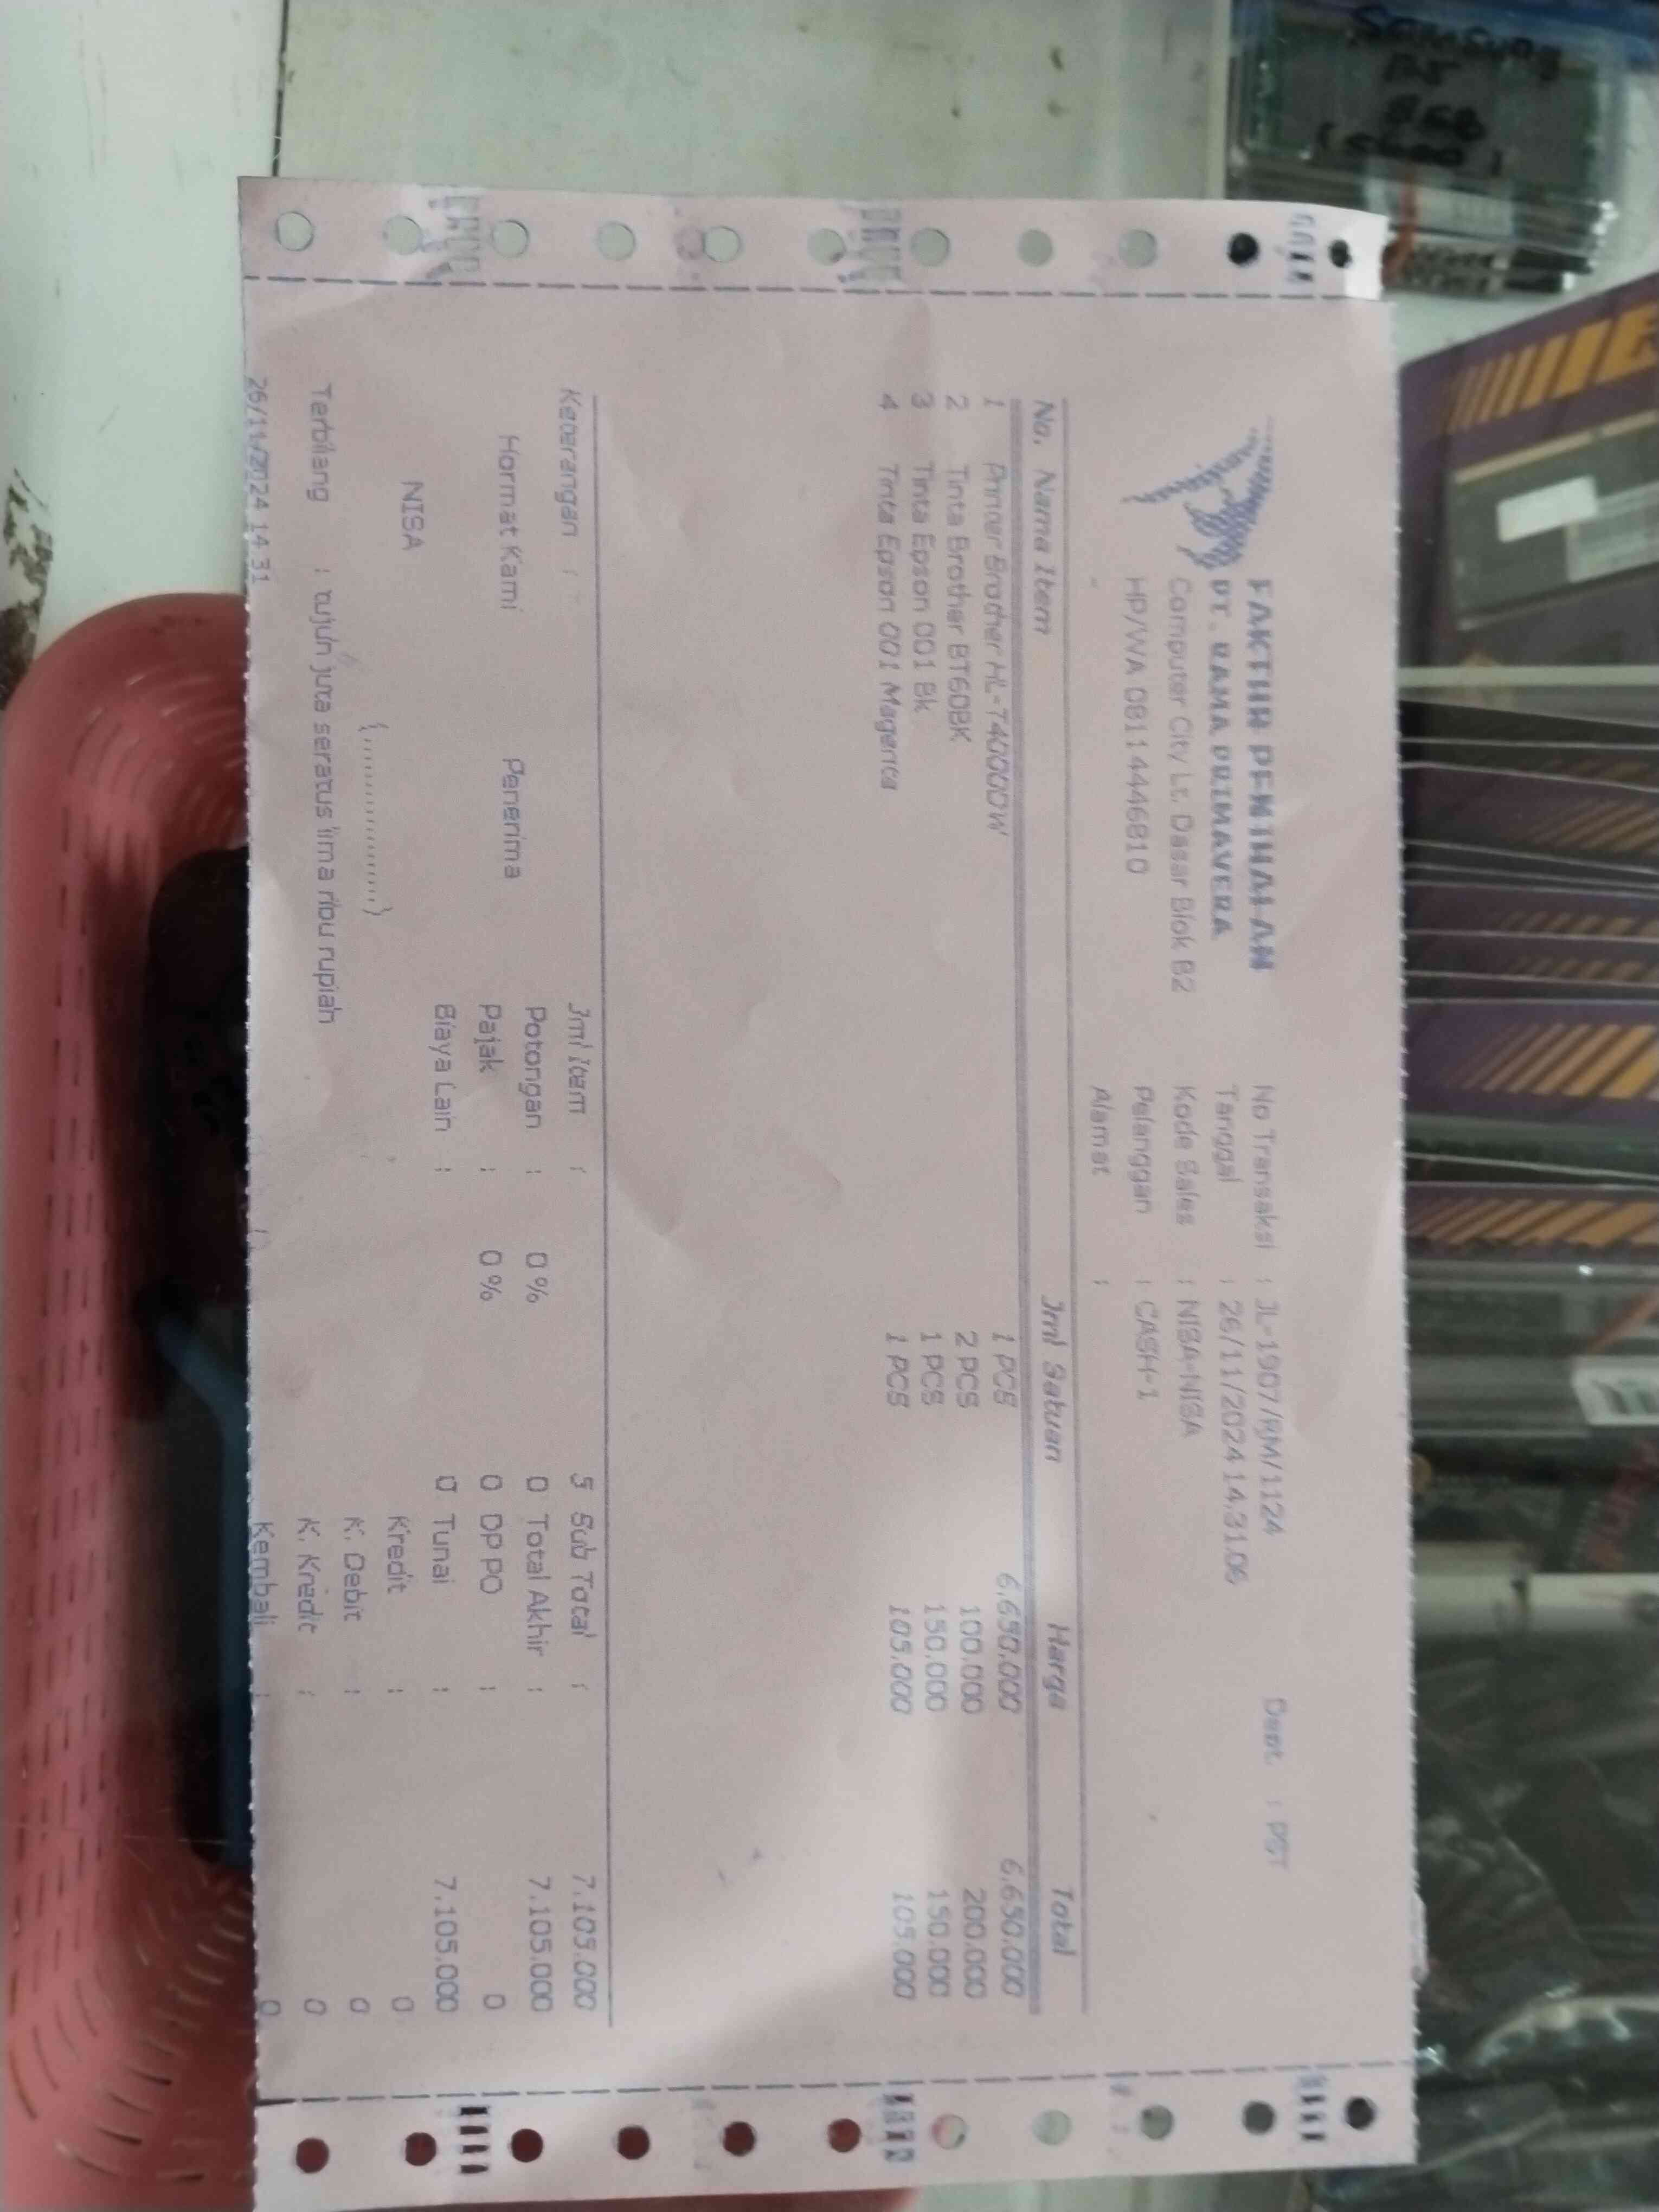 FAKTUR PENJUALAN
PT. RAMA PRIMAVERA
Computer City Lt. Dasar Blok B2
HP/WA 08114446810
-
No Transaksi : JL-1907/RM/1124
Dept. : PST
Tanggal : 26/11/2024 14.31.06
Kode Sales : NISA-NISA
Pelanggan : CASH-1
Alamat :
No. Nama Item Jml Satuan Harga Total
1 Printer Brother HL-T4000DW 1 PCS 6.650.000 6.650.000
2 Tinta Brother BT60BK 2 PCS 100.000 200.000
3 Tinta Epson 001 Bk 1 PCS 150.000 150.000
4 Tinta Epson 001 Magenta 1 PCS 105.000 105.000
Keterangan : Jml Item : 5 Sub Total : 7.105.000
Hormat Kami Penerima Potongan : 0 % 0 Total Akhir : 7.105.000
Pajak : 0 % 0 DP PO : 0
Biaya Lain : 0 Tunai : 7.105.000
NISA Kredit : 0
(..............) K. Debit : 0
Terbilang : tujuh juta seratus lima ribu rupiah K. Kredit : 0
26/11/2024 14.31 Kembali : 0
Samsung
8 GB